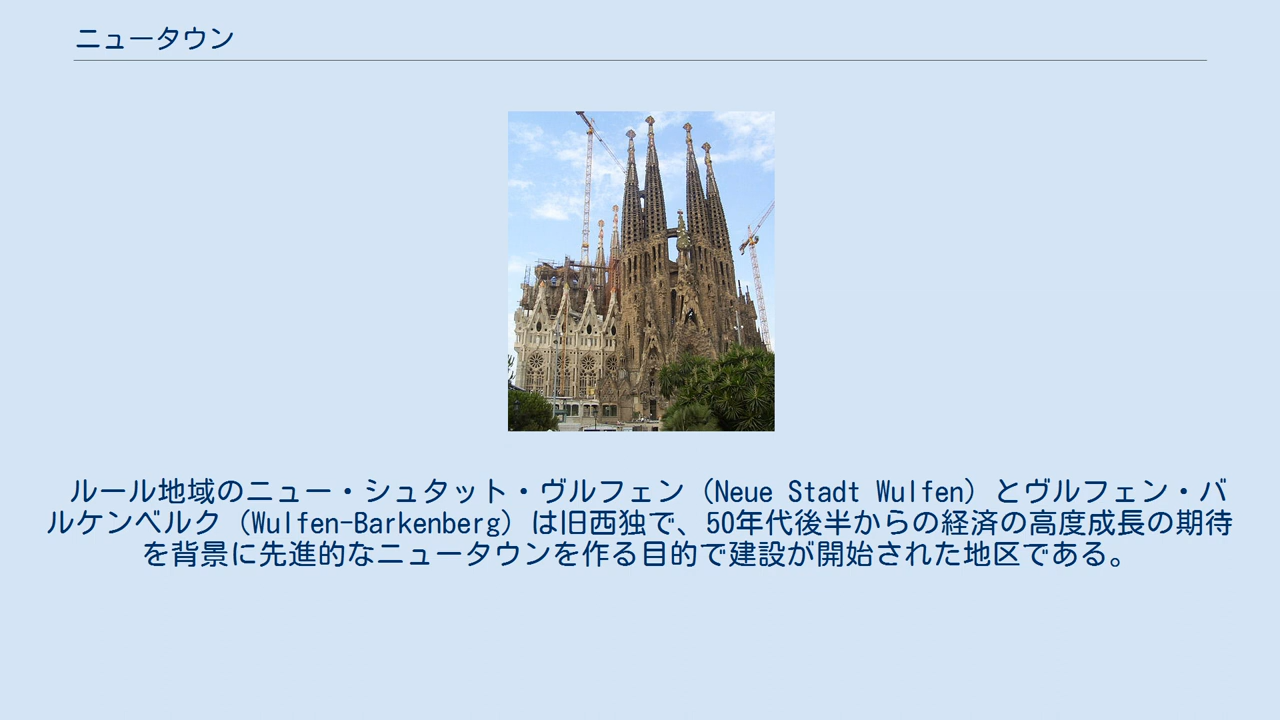 ニュータウン
ルール地域のニュー・シュタット・ヴルフェン（Neue Stadt Wulfen）とヴルフェン・バ
ルケンベルク（Wulfen-Barkenberg）は旧西独で、50年代後半からの経済の高度成長の期待
を背景に先進的なニュータウンを作る目的で建設が開始された地区である。